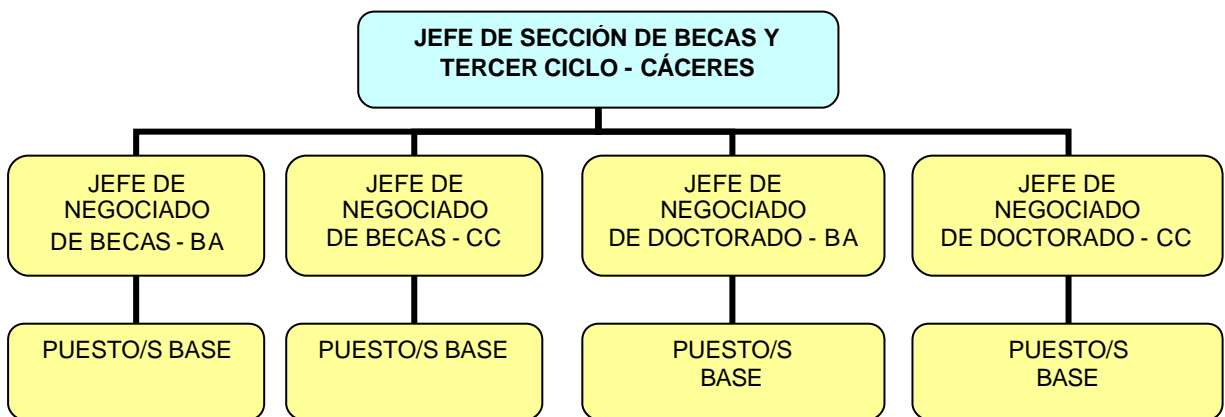 JEFE DE SECCIÓN DE BECAS Y
TERCER CICLO - CÁCERES
JEFE DE
NEGOCIADO
DE BECAS - BA
JEFE DE
NEGOCIADO
DE BECAS - CC
JEFE DE
NEGOCIADO
DE DOCTORADO - BA
JEFE DE
NEGOCIADO
DE DOCTORADO - CC
PUESTO/S BASE
PUESTO/S BASE
PUESTO/S
BASE
PUESTO/S
BASE